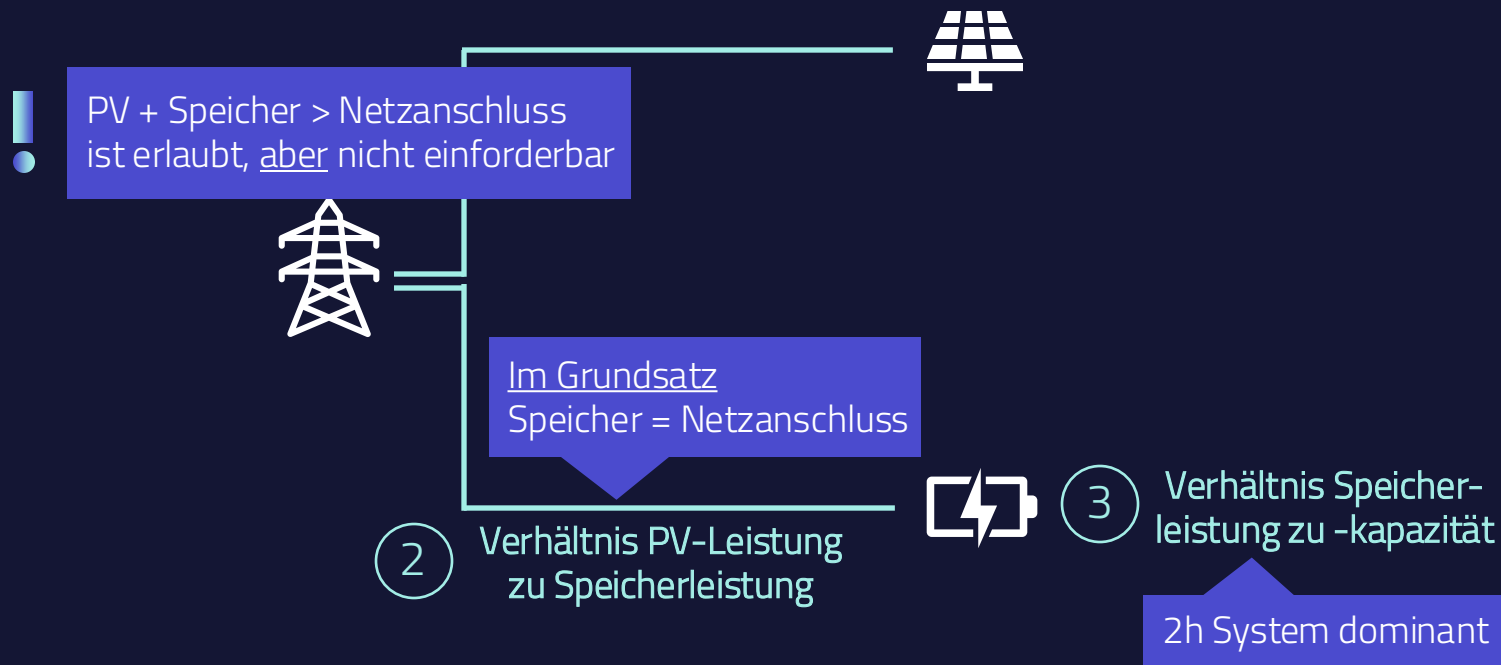 PV + Speicher > Netzanschluss
ist erlaubt, aber nicht einforderbar
Im Grundsatz
Speicher = Netzanschluss
2
Verhältnis PV-Leistung
zu Speicherleistung
3
Verhältnis Speicher-
leistung zu -kapazität
2h System dominant